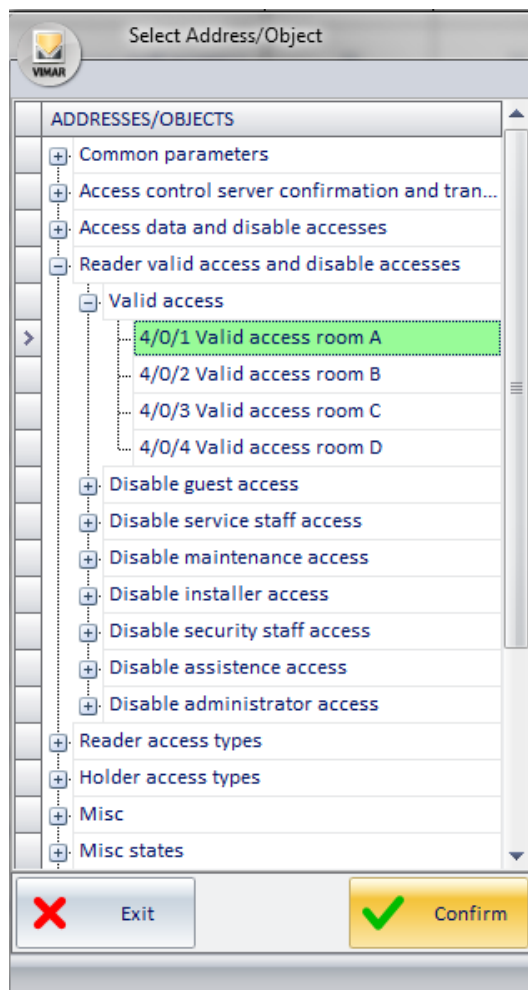 Select Address/Object
VIMAR
ADDRESSES/OBJECTS
Common parameters
Access control server confirmation and tran...
Access data and disable accesses
Reader valid access and disable accesses
Valid access
4/0/1 Valid access room A
4/0/2 Valid access room B
4/0/3 Valid access room C
4/0/4 Valid access room D
Disable guest access
Disable service staff access
Disable maintenance access
Disable installer access
Disable security staff access
Disable assistence access
Disable administrator access
Reader access types
Holder access types
Misc
Misc states
Exit
Confirm